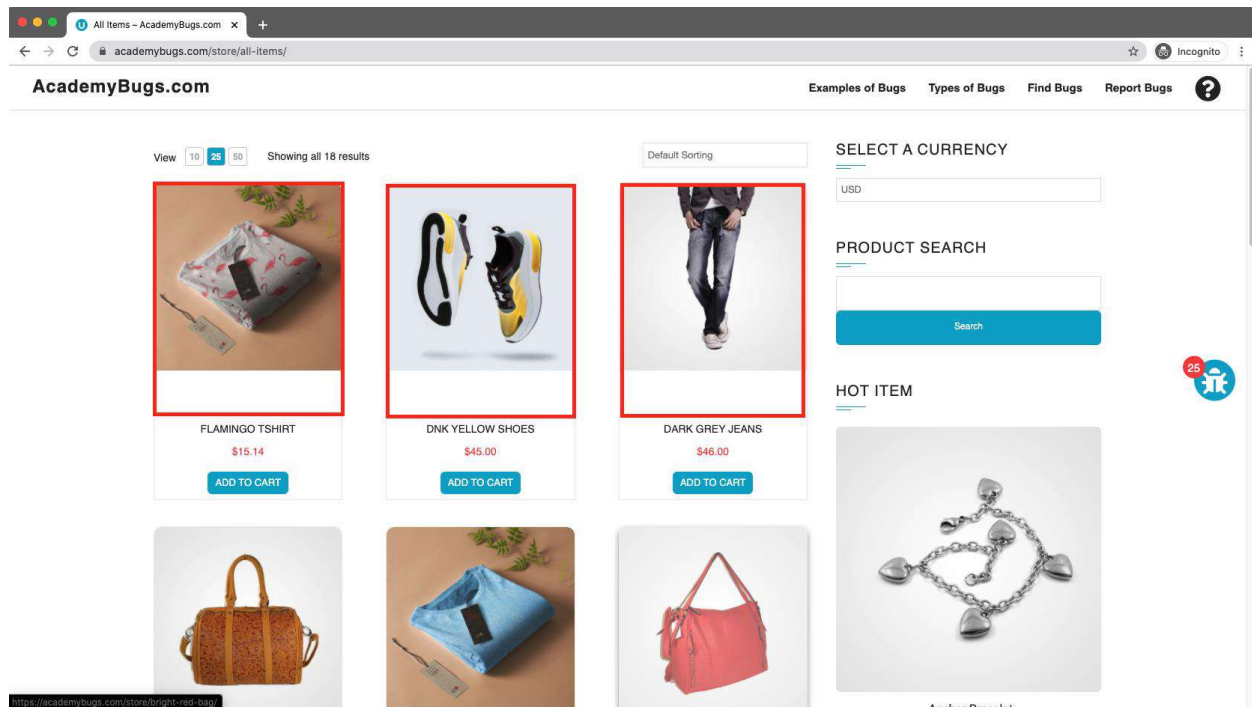 All Items – AcademyBugs.com
academybugs.com/store/all-items/
Incognito
AcademyBugs.com
Examples of Bugs
Types of Bugs
Find Bugs
Report Bugs
?
View 10 25 50 Showing all 18 results
Default Sorting
SELECT A CURRENCY
USD
PRODUCT SEARCH
Search
25
HOT ITEM
FLAMINGO TSHIRT
$15.14
ADD TO CART
DNK YELLOW SHOES
$45.00
ADD TO CART
DARK GREY JEANS
$46.00
ADD TO CART
https://academybugs.com/store/bright-red-bag/